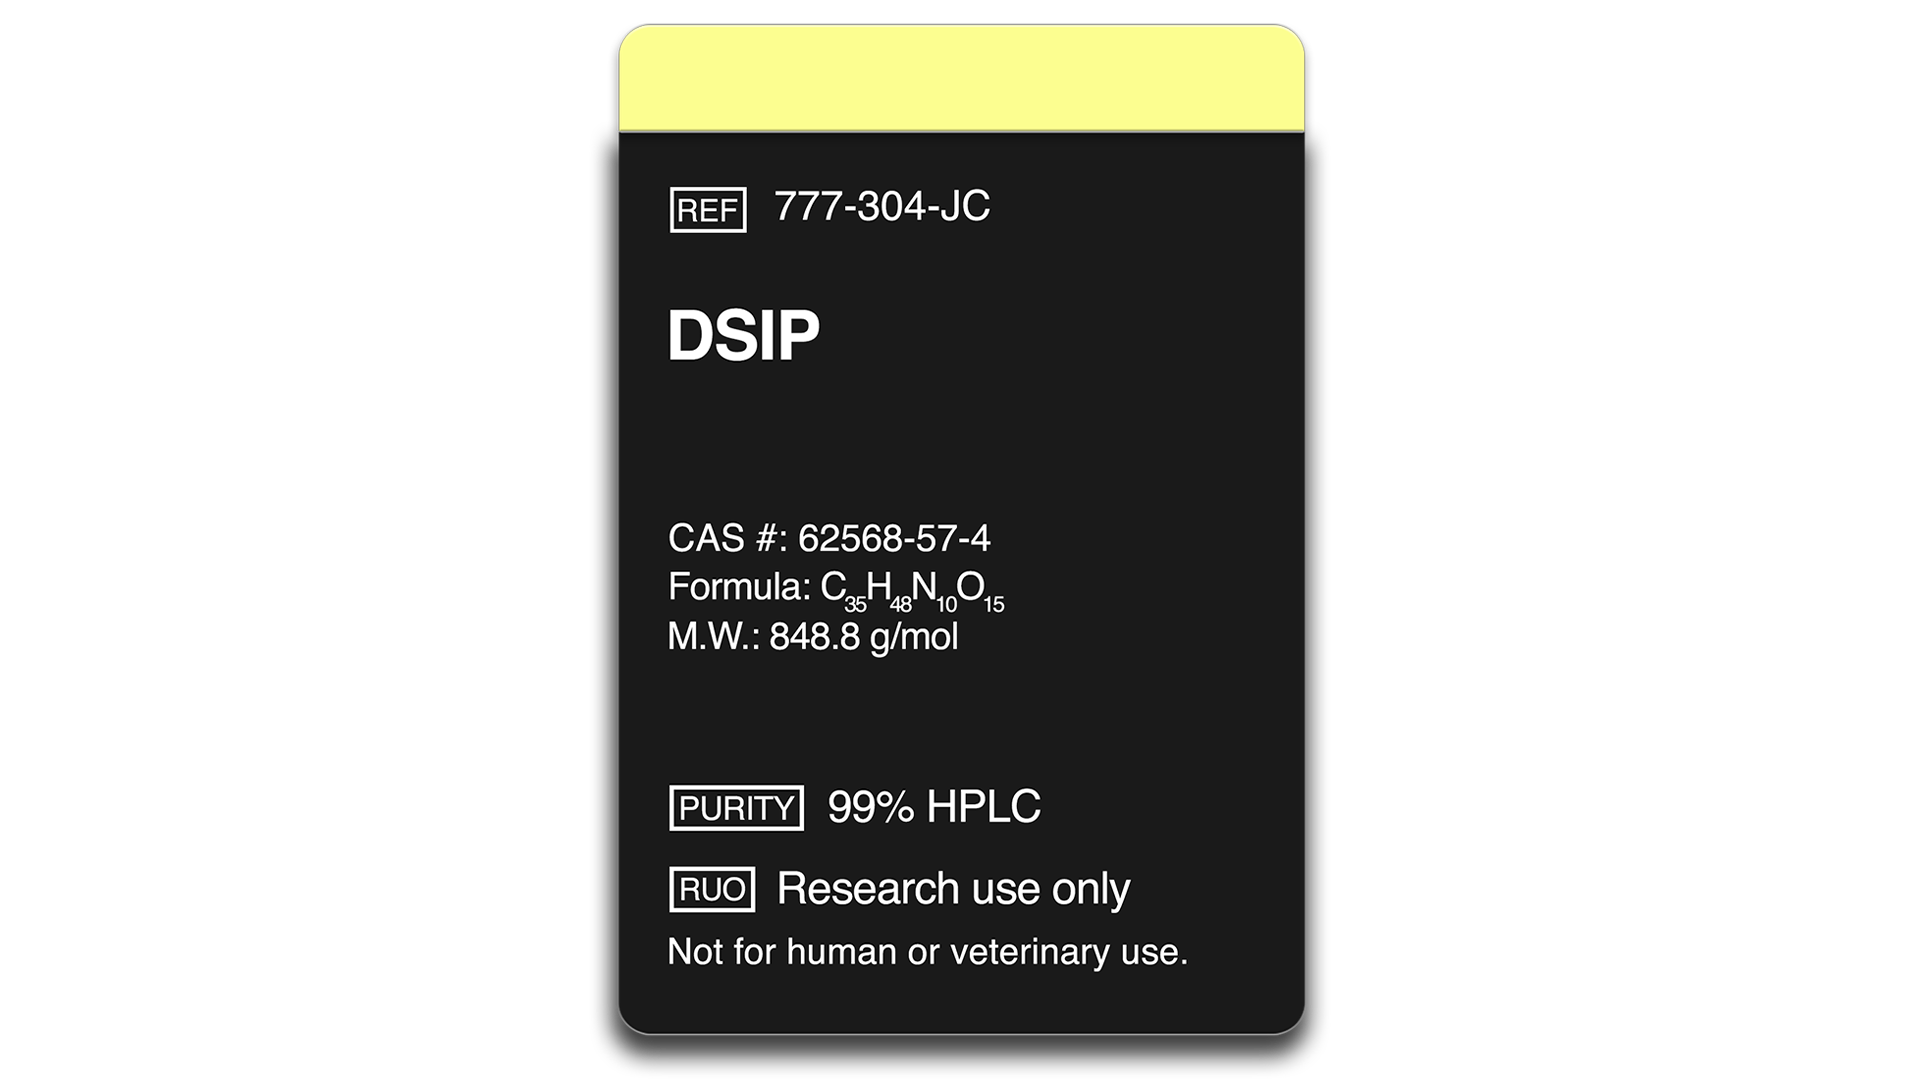 REF 777-304-JC
DSIP
CAS #: 62568-57-4
Formula: C₃₅H₄₈N₁₀O₁₅
M.W.: 848.8 g/mol
PURITY 99% HPLC
RUO Research use only
Not for human or veterinary use.